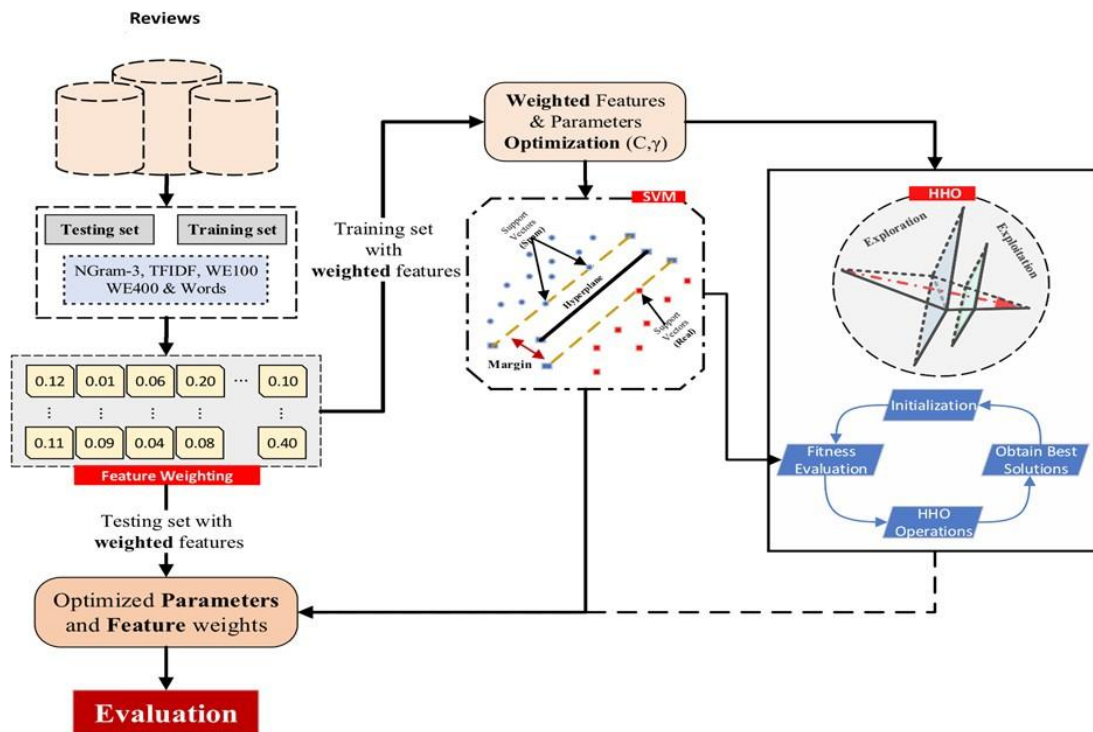 Reviews
Testing set
Training set
NGram-3, TFIDF, WE100
WE400 & Words
0.12 0.01 0.06 0.20 ... 0.10
0.11 0.09 0.04 0.08 0.40
Feature Weighting
Testing set with
weighted features
Optimized Parameters
and Feature weights
Evaluation
Training set
with
weighted features
Weighted Features
& Parameters
Optimization (C,γ)
SVM
Support
Vectors
(Spam)
Hyperplane
Margin
Support
Vectors
(Real)
HHO
Exploration
Exploitation
Initialization
Fitness
Evaluation
Obtain Best
Solutions
HHO
Operations